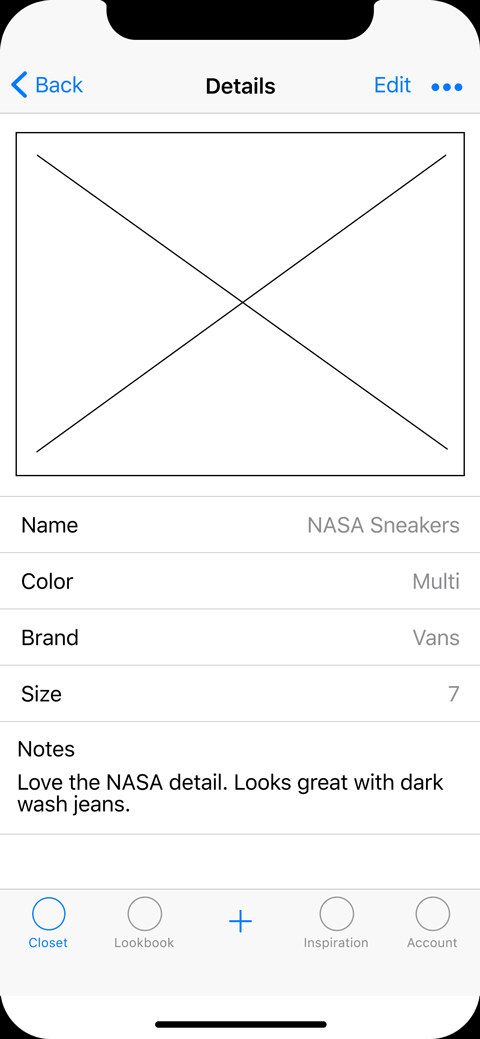 Back Details Edit
Name NASA Sneakers
Color Multi
Brand Vans
Size 7
Notes
Love the NASA detail. Looks great with dark
wash jeans.
Closet Lookbook Inspiration Account